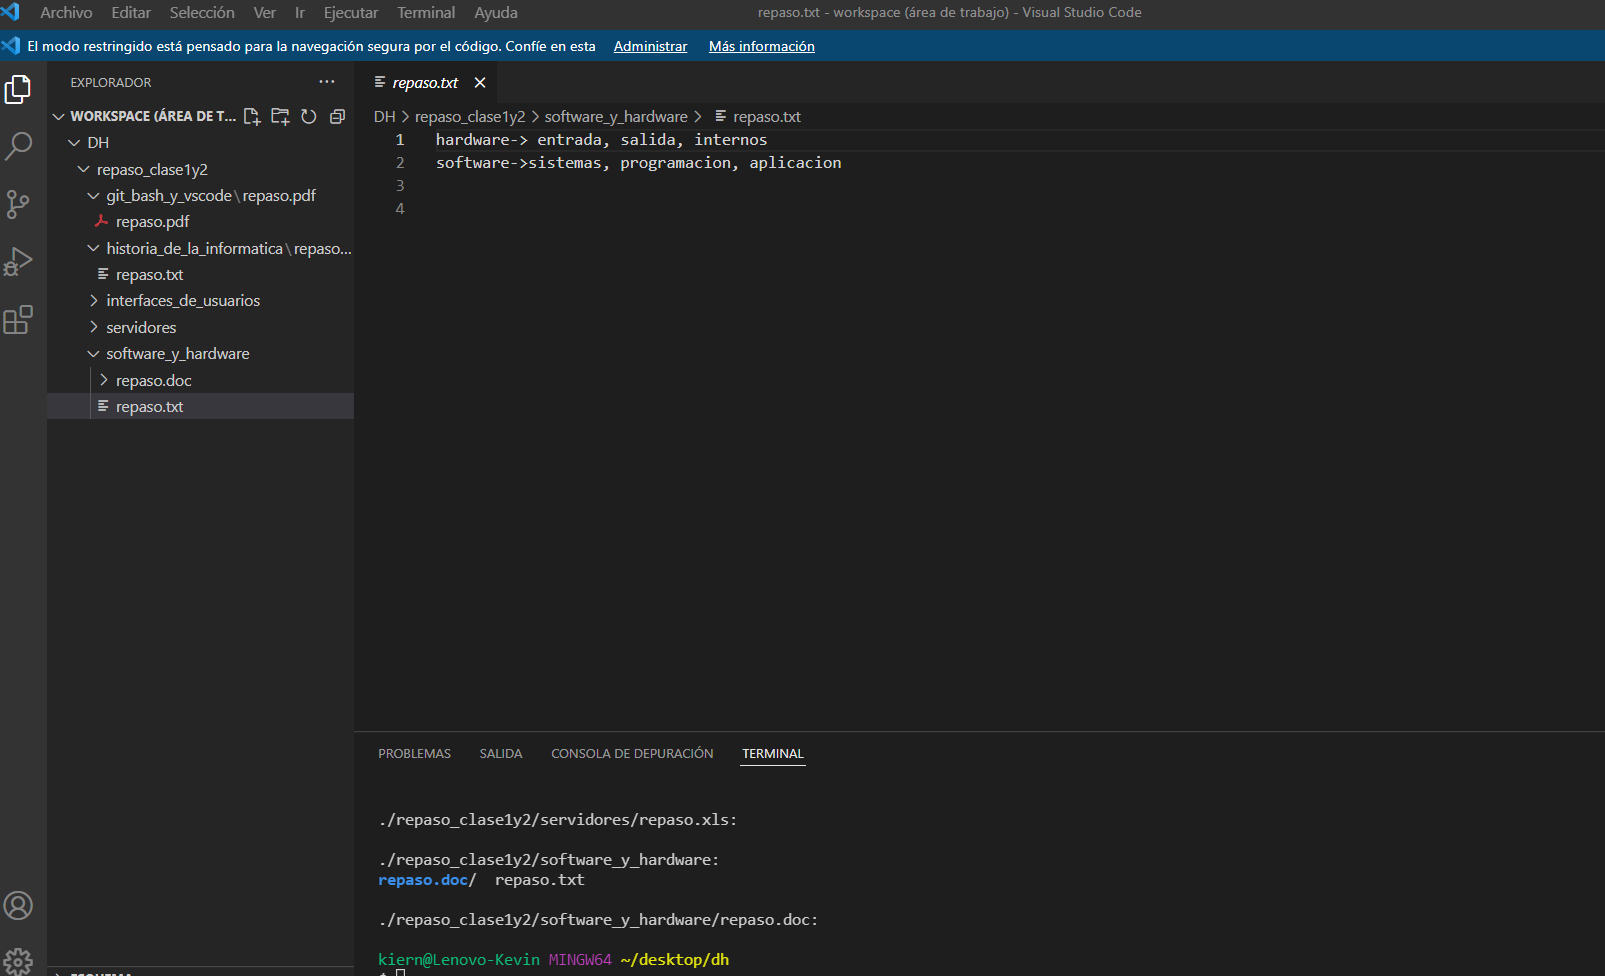 Archivo Editar Selección Ver Ir Ejecutar Terminal Ayuda repaso.txt - workspace (área de trabajo) - Visual Studio Code
El modo restringido está pensado para la navegación segura por el código. Confíe en esta Administrar Más información
EXPLORADOR ...
WORKSPACE (ÁREA DE T...
DH
repaso_clase1y2
git_bash_y_vscode\repaso.pdf
repaso.pdf
historia_de_la_informatica\repaso...
repaso.txt
interfaces_de_usuarios
servidores
software_y_hardware
repaso.doc
repaso.txt
repaso.txt
DH > repaso_clase1y2 > software_y_hardware > repaso.txt
1 hardware-> entrada, salida, internos
2 software->sistemas, programacion, aplicacion
3
4
PROBLEMAS SALIDA CONSOLA DE DEPURACIÓN TERMINAL
./repaso_clase1y2/servidores/repaso.xls:
./repaso_clase1y2/software_y_hardware:
repaso.doc/ repaso.txt
./repaso_clase1y2/software_y_hardware/repaso.doc:
kiern@Lenovo-Kevin MINGW64 ~/desktop/dh